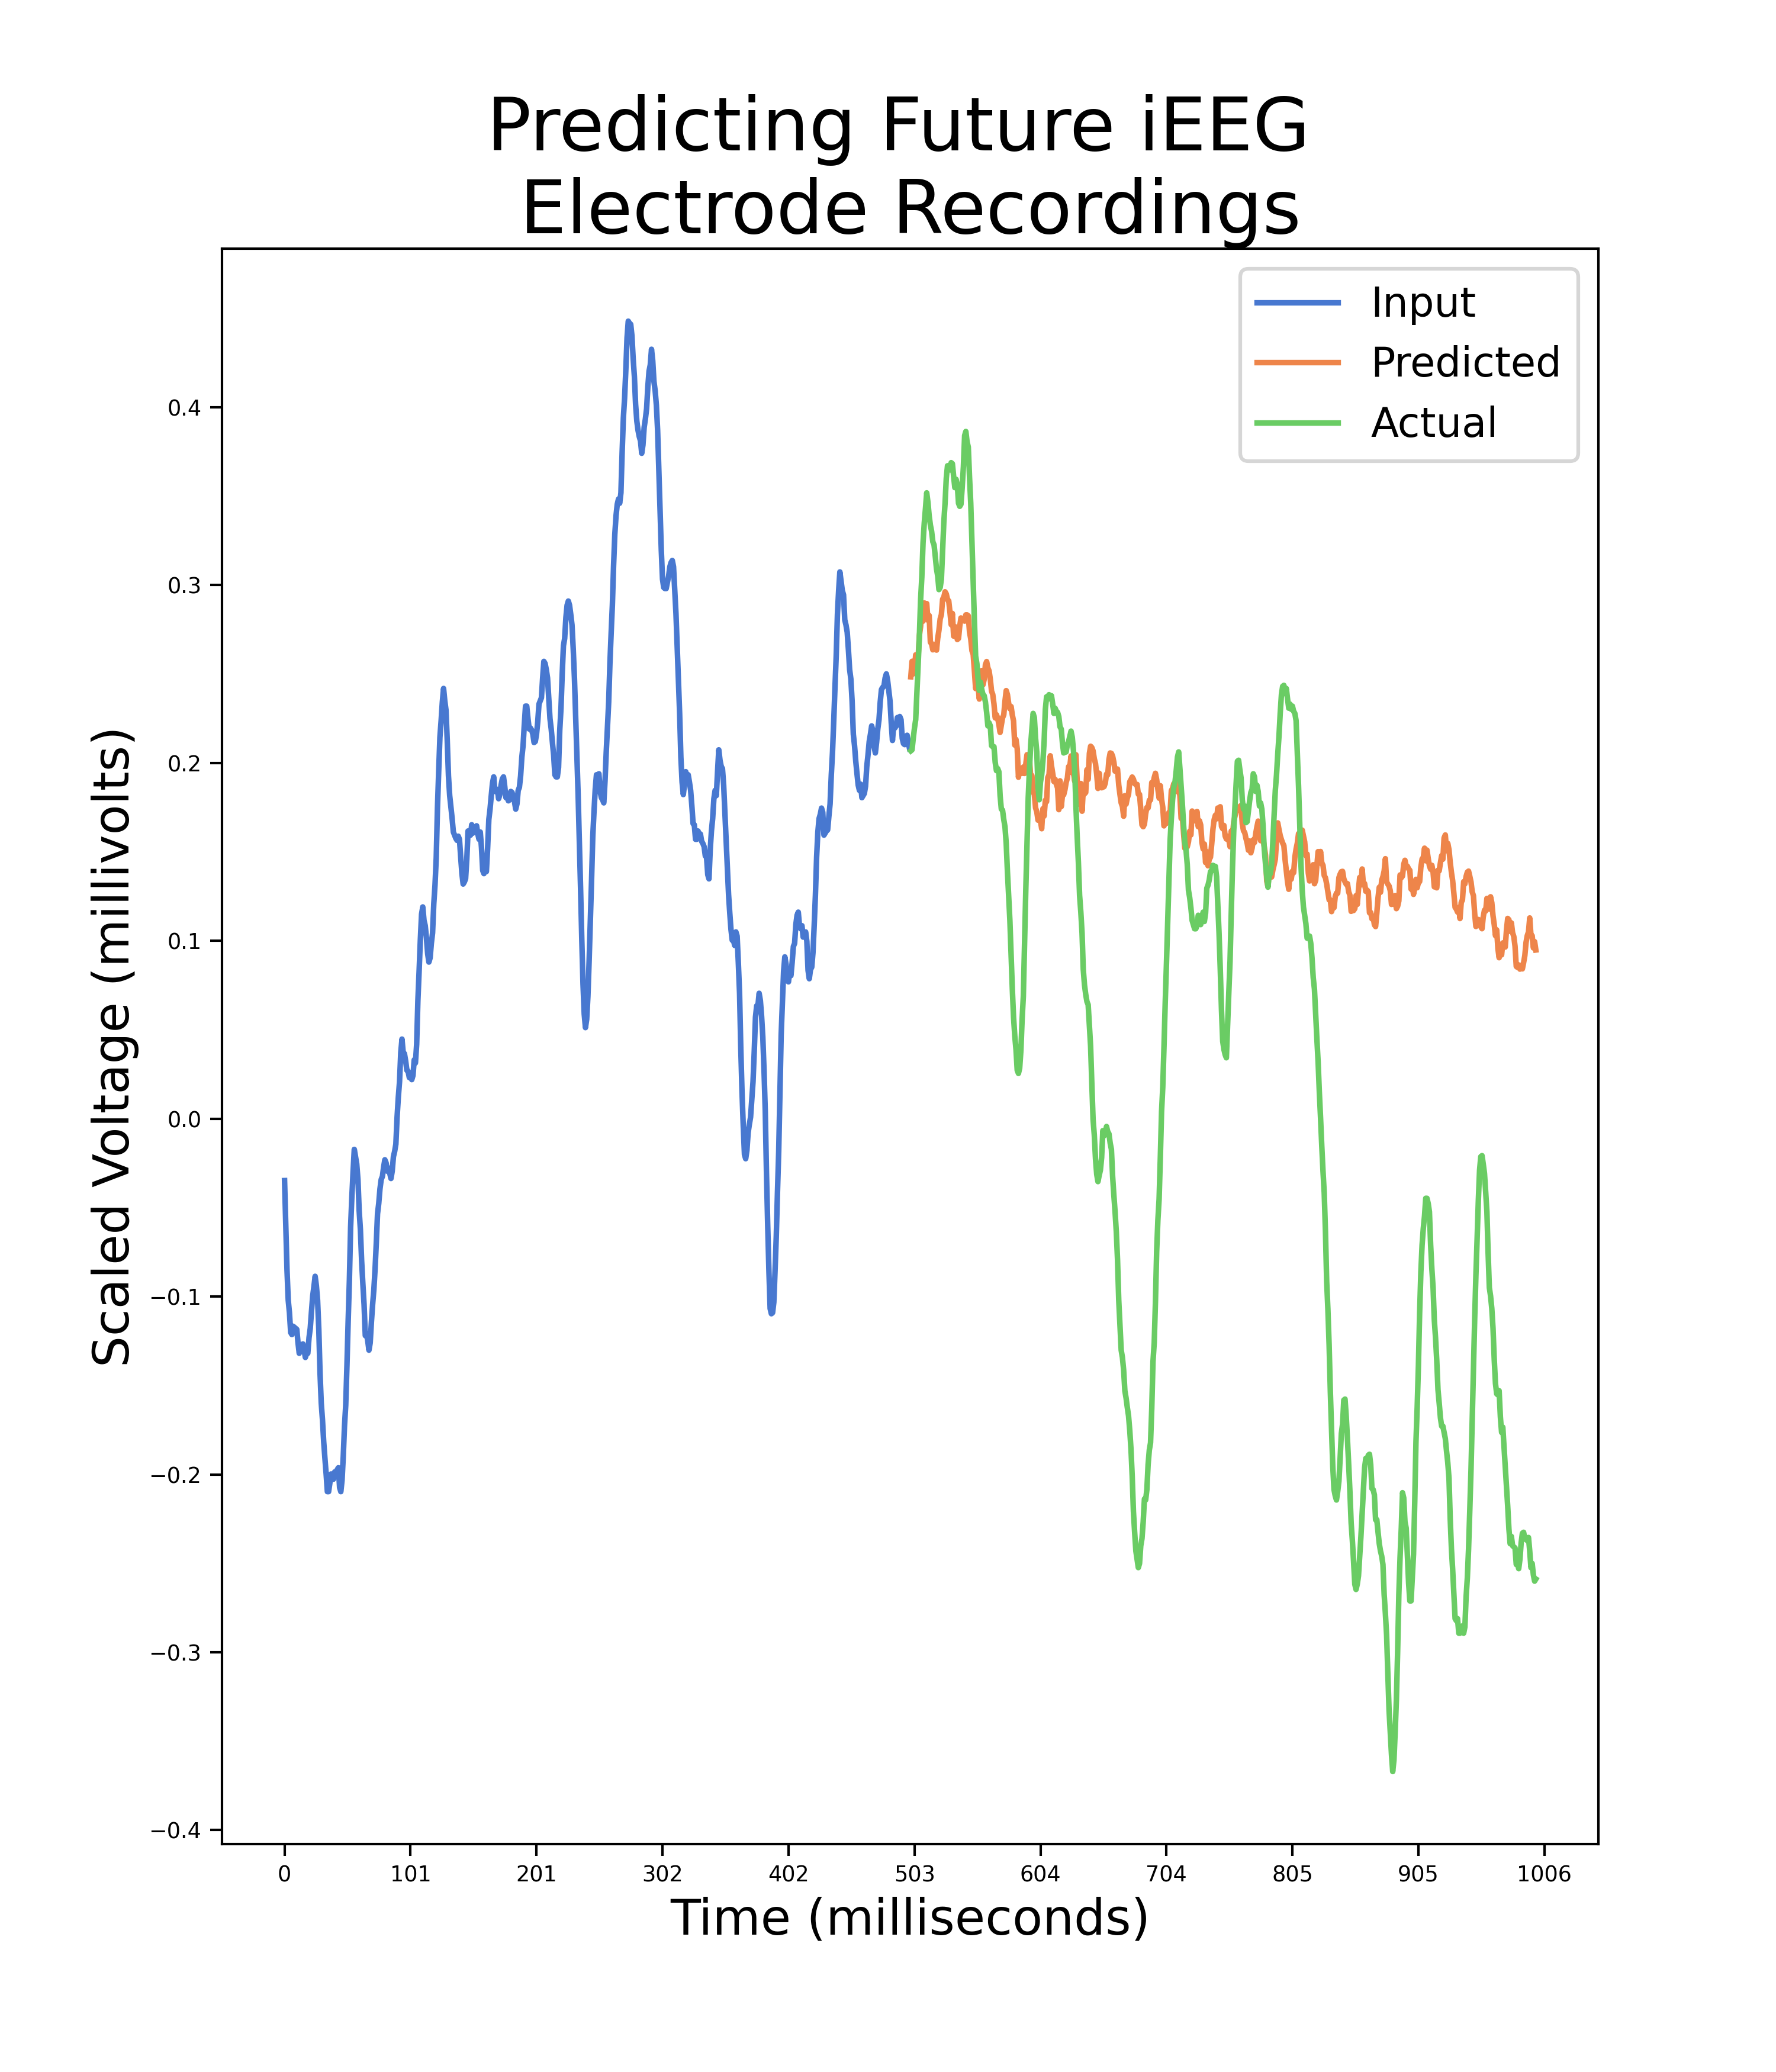 Predicting Future iEEG
Electrode Recordings
Input
Predicted
Actual
Scaled Voltage (millivolts)
0.4
0.3
0.2
0.1
0.0
−0.1
−0.2
−0.3
−0.4
0 101 201 302 402 503 604 704 805 905 1006
Time (milliseconds)